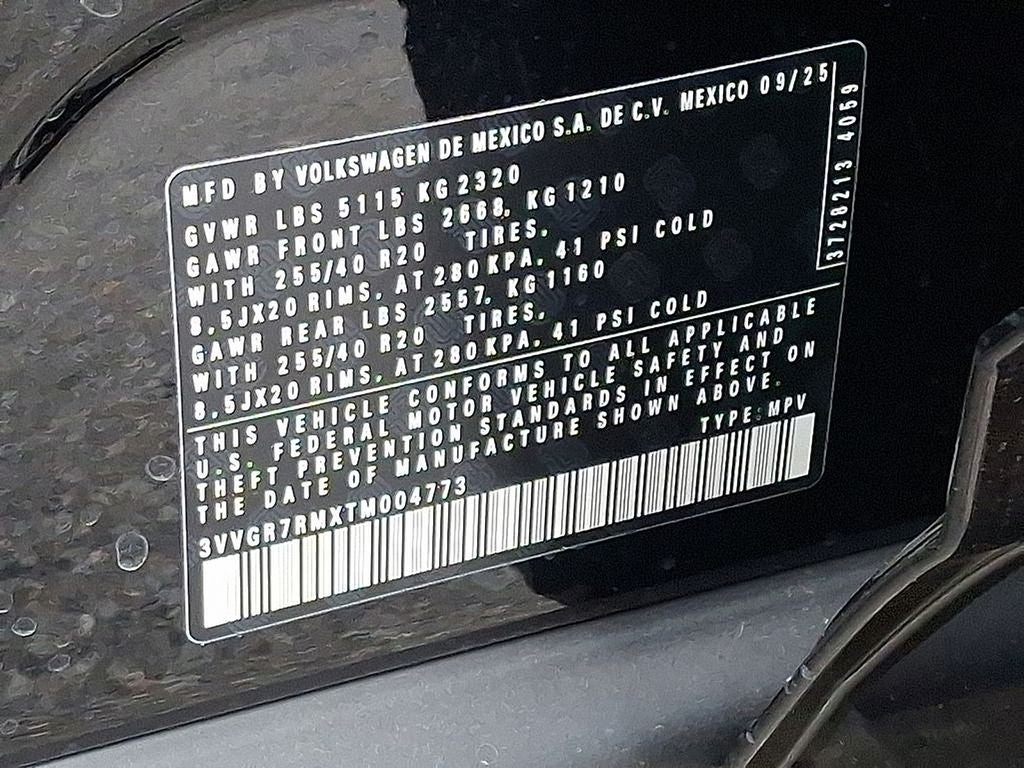 MFD BY VOLKSWAGEN DE MEXICO S.A. DE C.V. MEXICO 09/25
GVWR LBS 5115 KG 2320
GAWR FRONT LBS 2668. KG 1210
WITH 255/40 R20 TIRES.
8.5JX20 RIMS. AT 280 KPA. 41 PSI COLD
GAWR REAR LBS 2557. KG 1160
WITH 255/40 R20 TIRES.
8.5JX20 RIMS. AT 280 KPA. 41 PSI COLD
THIS VEHICLE CONFORMS TO ALL APPLICABLE
U.S. FEDERAL MOTOR VEHICLE SAFETY AND
THEFT PREVENTION STANDARDS IN EFFECT ON
THE DATE OF MANUFACTURE SHOWN ABOVE.
TYPE: MPV
3VVGR7RMXTM004773
3728213 4059